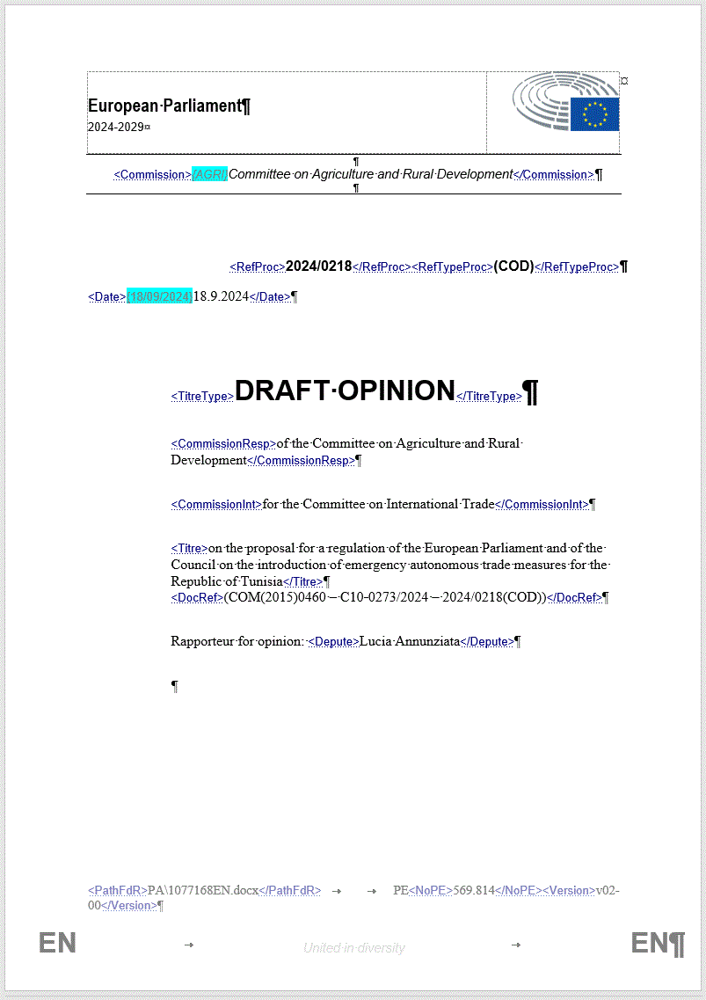 European·Parliament¶
2024-2029¤
¤
¶
<Commission>{AGRI}Committee·on·Agriculture·and·Rural·Development</Commission>¶
¶
<RefProc>2024/0218</RefProc><RefTypeProc>(COD)</RefTypeProc>¶
<Date>{18/09/2024}18.9.2024</Date>¶
<TitreType>DRAFT·OPINION</TitreType>¶
<CommissionResp>of·the·Committee·on·Agriculture·and·Rural·
Development</CommissionResp>¶
<CommissionInt>for·the·Committee·on·International·Trade</CommissionInt>¶
<Titre>on·the·proposal·for·a·regulation·of·the·European·Parliament·and·of·the·
Council·on·the·introduction·of·emergency·autonomous·trade·measures·for·the·
Republic·of·Tunisia</Titre>¶
<DocRef>(COM(2015)0460·–·C10-0273/2024·–·2024/0218(COD))</DocRef>¶
Rapporteur·for·opinion:·<Depute>Lucia·Annunziata</Depute>¶
¶
<PathFdR>PA\1077168EN.docx</PathFdR> → → PE<NoPE>569.814</NoPE><Version>v02-
00</Version>¶
EN → United·in·diversity → EN¶